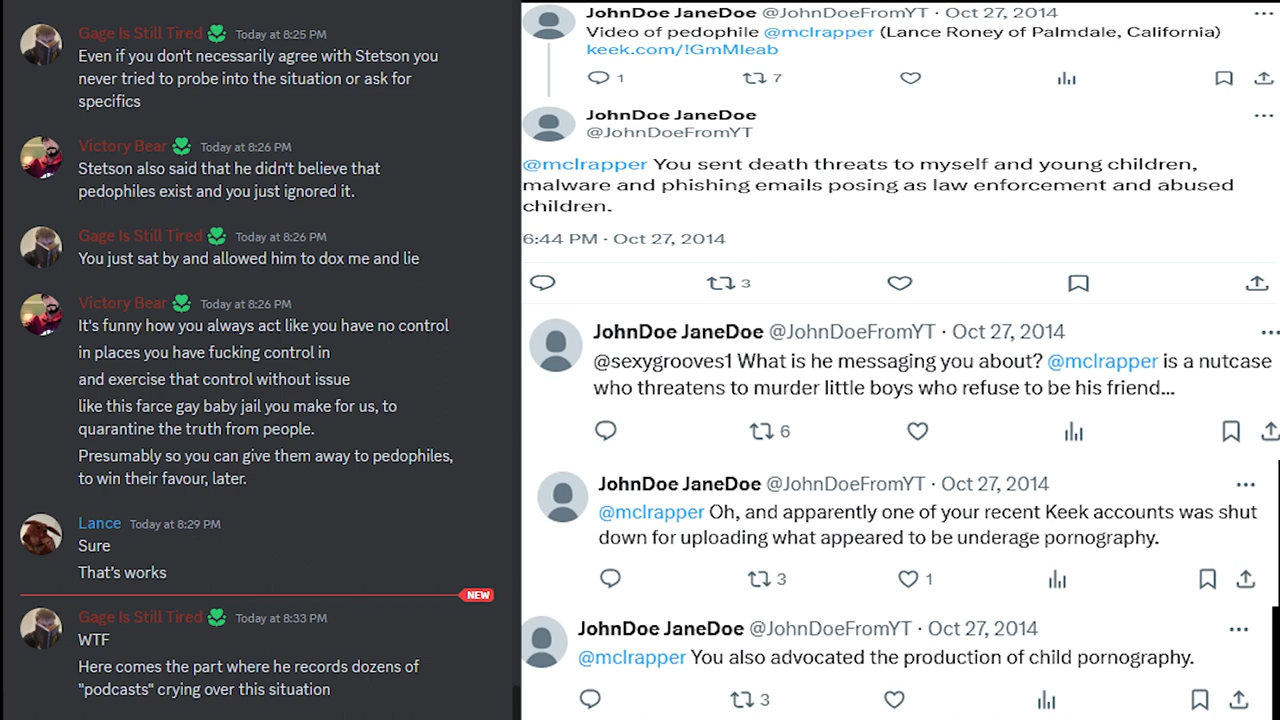 Gage Is Still Tired Today at 8:25 PM
Even if you don't necessarily agree with Stetson you
never tried to probe into the situation or ask for
specifics
Victory Bear Today at 8:26 PM
Stetson also said that he didn't believe that
pedophiles exist and you just ignored it.
Gage Is Still Tired Today at 8:26 PM
You just sat by and allowed him to dox me and lie
Victory Bear Today at 8:26 PM
It's funny how you always act like you have no control
in places you have fucking control in
and exercise that control without issue
like this farce gay baby jail you make for us, to
quarantine the truth from people.
Presumably so you can give them away to pedophiles,
to win their favour, later.
Lance Today at 8:29 PM
Sure
That's works
NEW
Gage Is Still Tired Today at 8:33 PM
WTF
Here comes the part where he records dozens of
"podcasts" crying over this situation
JohnDoe JaneDoe @JohnDoeFromYT · Oct 27, 2014
Video of pedophile @mclrapper (Lance Roney of Palmdale, California)
keek.com/!GmMIeab
1 7
JohnDoe JaneDoe
@JohnDoeFromYT
@mclrapper You sent death threats to myself and young children,
malware and phishing emails posing as law enforcement and abused
children.
6:44 PM · Oct 27, 2014
3
JohnDoe JaneDoe @JohnDoeFromYT · Oct 27, 2014
@sexygrooves1 What is he messaging you about? @mclrapper is a nutcase
who threatens to murder little boys who refuse to be his friend...
6
JohnDoe JaneDoe @JohnDoeFromYT · Oct 27, 2014
@mclrapper Oh, and apparently one of your recent Keek accounts was shut
down for uploading what appeared to be underage pornography.
3 1
JohnDoe JaneDoe @JohnDoeFromYT · Oct 27, 2014
@mclrapper You also advocated the production of child pornography.
3